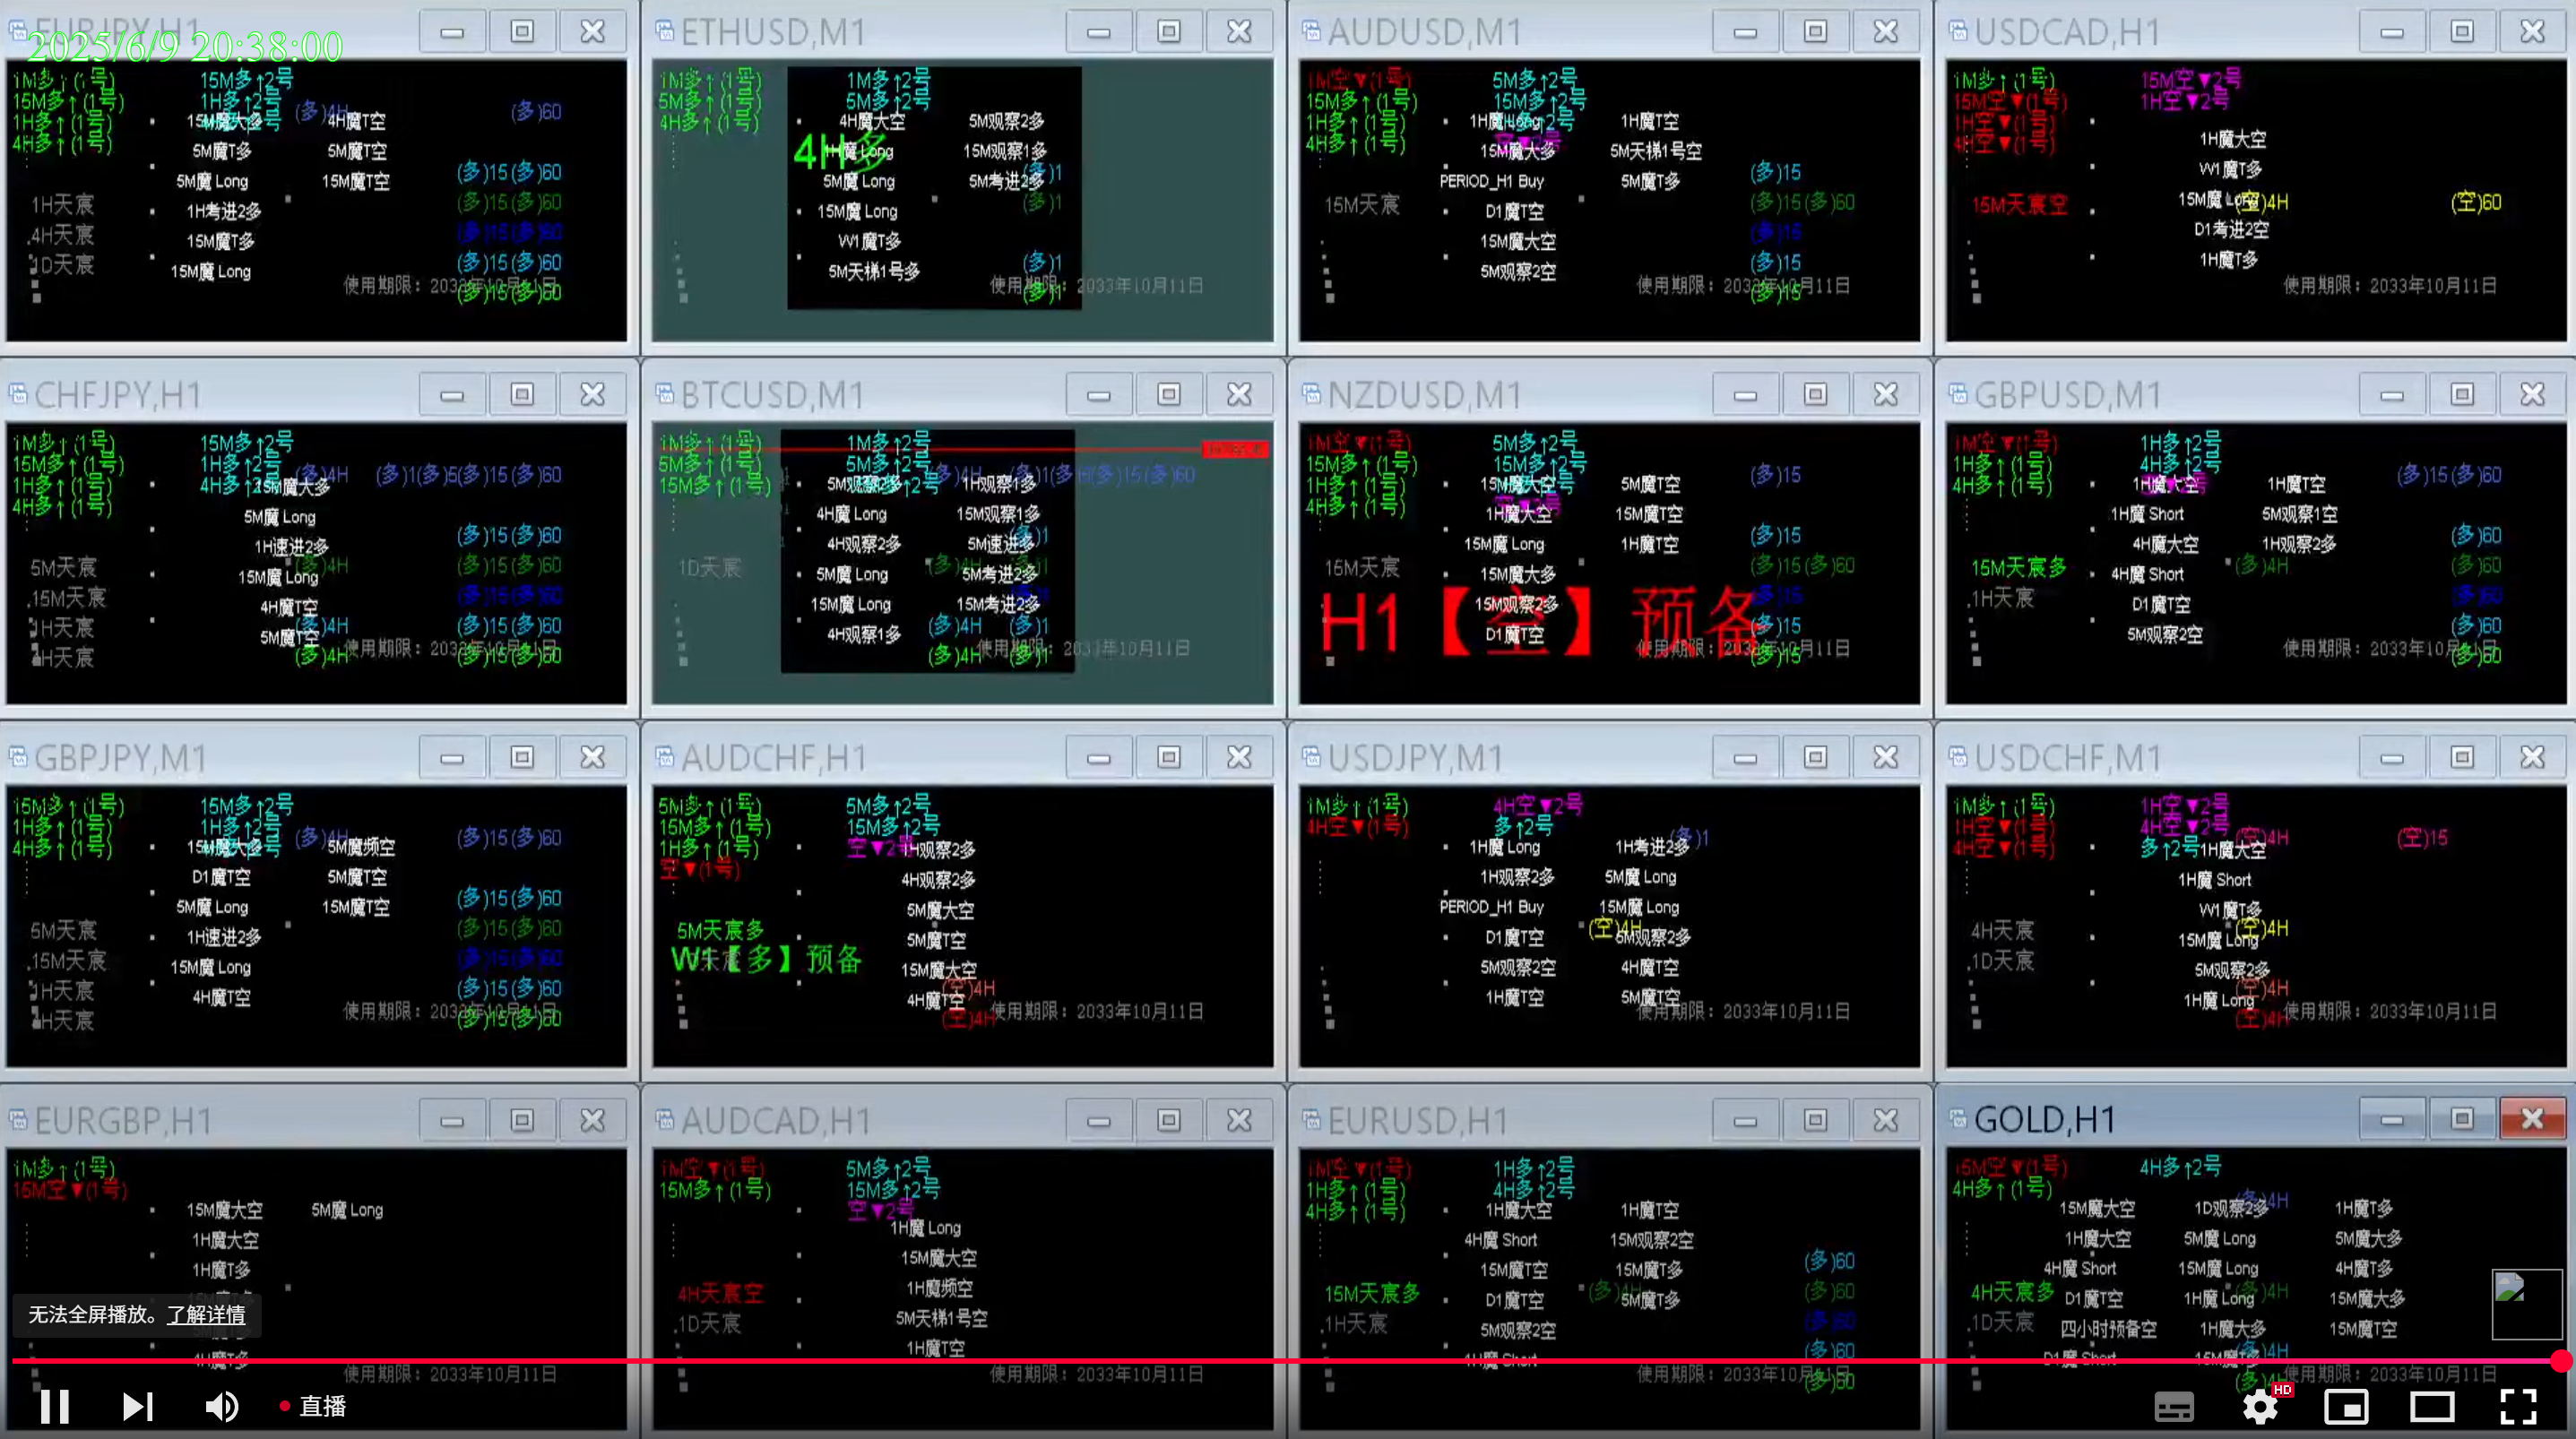 EURJPY,H1
2025/6/9 20:38:00
1M多↑(1号)
15M多↑(1号)
1H多↑(1号)
4H多↑(1号)
15M多↑2号
1H多↑2号
(多)4H
(多)60
15M魔大多
4H魔T空
5M魔T多
5M魔T空
5M魔 Long
15M魔T空
1H考进2多
15M魔T多
15M魔 Long
(多)15(多)60
(多)15(多)60
(多)15(多)60
(多)15(多)60
(多)15(多)60
1H天宸
4H天宸
1D天宸
使用期限：2033年10月11日
ETHUSD,M1
1M多↑(1号)
5M多↑(1号)
4H多↑(1号)
1M多↑2号
5M多↑2号
4H魔大空
5M观察2多
4H多
1H魔 Long
15M观察1多
5M魔 Long
5M考进2多
15M魔 Long
W1魔T多
5M天梯1号多
(多)1
(多)1
(多)1
(多)1
使用期限：2033年10月11日
AUDUSD,M1
1M空▼(1号)
15M多↑(1号)
1H多↑(1号)
4H多↑(1号)
5M多↑2号
15M多↑2号
1H魔 Long
1H魔T空
15M魔大多
5M天梯1号空
PERIOD_H1 Buy
5M魔T多
D1魔T空
15M魔大空
5M观察2空
15M天宸
(多)15
(多)15(多)60
(多)15
(多)15
(多)15
使用期限：2033年10月11日
USDCAD,H1
1M多↑(1号)
15M空▼(1号)
1H空▼(1号)
4H空▼(1号)
15M空▼2号
1H空▼2号
1H魔大空
W1魔T多
15M魔 Long
D1考进2空
1H魔T多
15M天宸空
(空)4H
(空)60
使用期限：2033年10月11日
CHFJPY,H1
1M多↑(1号)
15M多↑(1号)
1H多↑(1号)
4H多↑(1号)
15M多↑2号
1H多↑2号
4H多↑2号
(多)4H
(多)1(多)5(多)15(多)60
15M魔大多
5M魔 Long
1H速进2多
15M魔 Long
4H魔T空
5M魔T空
(多)15(多)60
(多)4H
(多)15(多)60
(多)15(多)60
(多)4H
(多)15(多)60
(多)4H
(多)15(多)60
5M天宸
15M天宸
1H天宸
4H天宸
使用期限：2033年10月11日
BTCUSD,M1
1M多↑(1号)
5M多↑(1号)
15M多↑(1号)
1M多↑2号
5M多↑2号
5M观察2多
1H观察1多
4H魔 Long
15M观察1多
4H观察2多
5M速进多
5M魔 Long
5M考进2多
15M魔 Long
15M考进2多
4H观察1多
1D天宸
(多)4H
(多)1
(多)4H
(多)1
使用期限：2033年10月11日
NZDUSD,M1
1M空▼(1号)
15M多↑(1号)
1H多↑(1号)
4H多↑(1号)
5M多↑2号
15M多↑2号
15M魔大空
5M魔T空
1H魔大空
15M魔T空
15M魔 Long
1H魔T空
15M魔大多
15M观察2多
D1魔T空
15M天宸
H1【空】预备
(多)15
(多)15
(多)15(多)60
(多)15
(多)15
(多)15
使用期限：2033年10月11日
GBPUSD,M1
1M空▼(1号)
1H多↑(1号)
4H多↑(1号)
1H多↑2号
4H多↑2号
1H魔大空
1H魔T空
1H魔 Short
5M观察1空
4H魔大空
1H观察2多
4H魔 Short
D1魔T空
5M观察2空
15M天宸多
1H天宸
(多)15(多)60
(多)60
(多)4H
(多)60
(多)60
(多)60
(多)60
使用期限：2033年10月11日
GBPJPY,M1
15M多↑(1号)
1H多↑(1号)
4H多↑(1号)
15M多↑2号
1H多↑2号
(多)4H
(多)15(多)60
15M魔大多
5M魔频空
D1魔T空
5M魔T空
5M魔 Long
15M魔T空
1H速进2多
15M魔 Long
4H魔T空
(多)15(多)60
(多)15(多)60
(多)15(多)60
(多)15(多)60
(多)15(多)60
5M天宸
15M天宸
1H天宸
4H天宸
使用期限：2033年10月11日
AUDCHF,H1
5M多↑(1号)
15M多↑(1号)
1H多↑(1号)
空▼(1号)
5M多↑2号
15M多↑2号
空▼2号
1H观察2多
4H观察2多
5M魔大空
5M魔T空
15M魔大空
4H魔T空
5M天宸多
W1【多】预备
(空)4H
(空)4H
使用期限：2033年10月11日
USDJPY,M1
1M多↑(1号)
4H空▼(1号)
4H空▼2号
多↑2号
(多)1
1H魔 Long
1H考进2多
1H观察2多
5M魔 Long
PERIOD_H1 Buy
15M魔 Long
D1魔T空
5M观察2多
5M观察2空
4H魔T空
1H魔T空
5M魔T空
(空)4H
使用期限：2033年10月11日
USDCHF,M1
1M多↑(1号)
1H空▼(1号)
4H空▼(1号)
1H空▼2号
4H空▼2号
多↑2号
(空)4H
(空)15
1H魔大空
1H魔 Short
W1魔T多
15M魔 Long
5M观察2多
1H魔 Long
4H天宸
1D天宸
(空)4H
(空)4H
(空)4H
使用期限：2033年10月11日
EURGBP,H1
1M多↑(1号)
15M空▼(1号)
15M魔大空
5M魔 Long
1H魔大空
1H魔T多
4H魔T多
使用期限：2033年10月11日
AUDCAD,H1
1M空▼(1号)
15M多↑(1号)
5M多↑2号
15M多↑2号
空▼2号
1H魔 Long
15M魔大空
1H魔频空
5M天梯1号空
1H魔T空
4H天宸空
1D天宸
使用期限：2033年10月11日
EURUSD,H1
1M空▼(1号)
1H多↑(1号)
4H多↑(1号)
1H多↑2号
4H多↑2号
1H魔大空
1H魔T空
4H魔 Short
15M观察2空
15M魔T空
15M魔T多
D1魔T空
5M魔T多
5M观察2空
1H魔 Short
15M天宸多
1H天宸
(多)60
(多)60
(多)60
(多)60
(多)60
使用期限：2033年10月11日
GOLD,H1
15M空▼(1号)
4H多↑(1号)
4H多↑2号
(多)4H
15M魔大空
1D观察2多
1H魔T多
1H魔大空
5M魔 Long
5M魔大多
4H魔 Short
15M魔 Long
4H魔T多
D1魔T空
1H魔 Long
15M魔大多
四小时预备空
1H魔大多
15M魔T空
D1魔 Short
4H天宸多
1D天宸
(多)4H
(多)4H
(多)4H
使用期限：2033年10月11日
无法全屏播放。了解详情
直播
HD